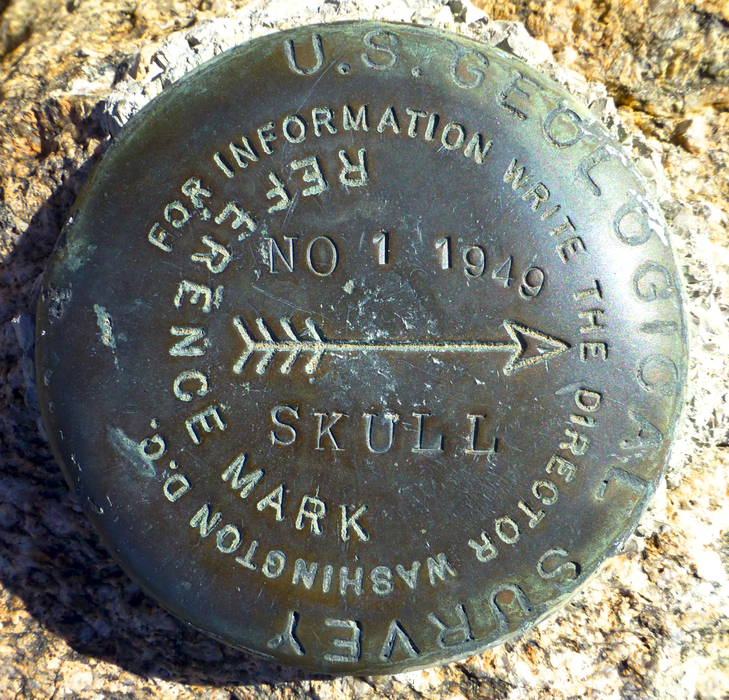 U.S. GEOLOGICAL SURVEY
FOR INFORMATION WRITE THE DIRECTOR WASHINGTON D.C.
REFERENCE MARK
NO 1 1949
SKULL